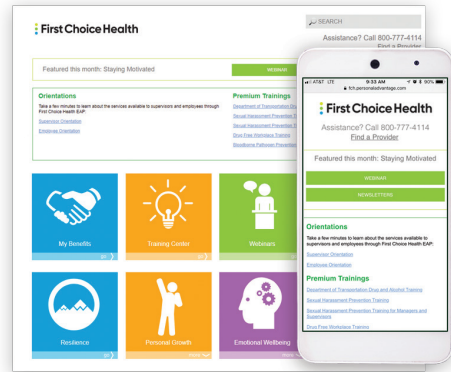 First Choice Health
SEARCH
Assistance? Call 800-777-4114
Find a Provider
Featured this month: Staying Motivated
WEBINAR
Orientations
Take a few minutes to learn about the services available to supervisors and employees through
First Choice Health EAP:
Supervisor Orientation
Employee Orientation
Premium Trainings
Department of Transportation Dru
Sexual Harassment Prevention T
Sexual Harassment Prevention T
Drug Free Workplace Training
Bloodborne Pathogen Prevention
My Benefits
go
Training Center
go
Webinars
Resilience
go
Personal Growth
more
Emotional Wellbeing
more
AT&T LTE
9:33 AM
90%
fch.personaladvantage.com
First Choice Health
Assistance? Call 800-777-4114
Find a Provider
Featured this month: Staying Motivated
WEBINAR
NEWSLETTERS
Orientations
Take a few minutes to learn about the services available to
supervisors and employees through First Choice Health EAP:
Supervisor Orientation
Employee Orientation
Premium Trainings
Department of Transportation Drug and Alcohol Training
Sexual Harassment Prevention Training
Sexual Harassment Prevention Training for Managers and
Supervisors
Drug Free Workplace Training